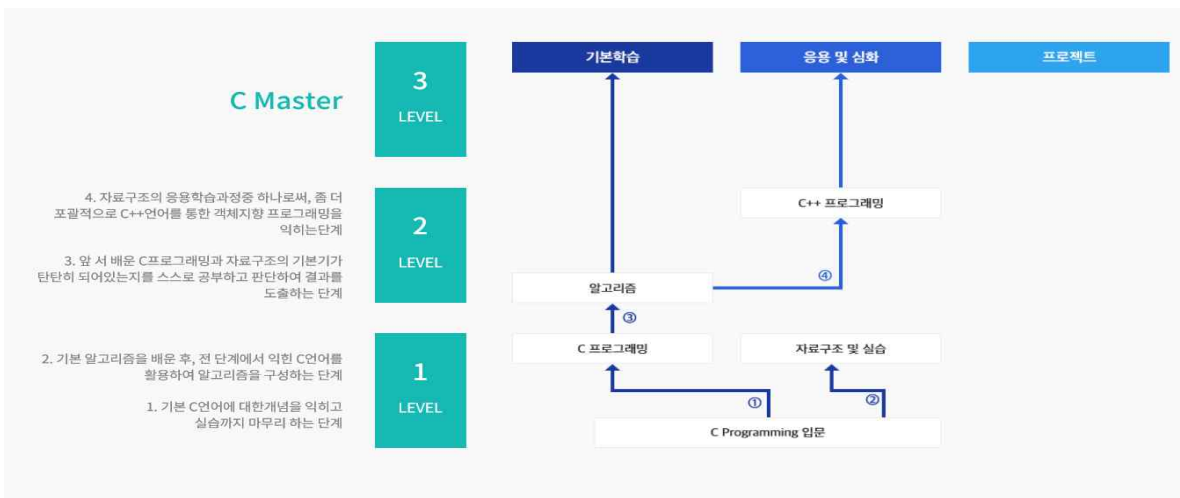 기본학습
응용 및 심화
프로젝트
C Master
3
LEVEL
4. 자료구조의 응용학습과정중 하나로써, 좀 더
포괄적으로 C++언어를 통한 객체지향 프로그래밍을
익히는단계
3. 앞 서 배운 C프로그래밍과 자료구조의 기본기가
탄탄히 되어있는지를 스스로 공부하고 판단하여 결과를
도출하는 단계
2
LEVEL
C++ 프로그래밍
④
알고리즘
③
2. 기본 알고리즘을 배운 후, 전 단계에서 익힌 C언어를
활용하여 알고리즘을 구성하는 단계
1. 기본 C언어에 대한개념을 익히고
실습까지 마무리 하는 단계
1
LEVEL
C 프로그래밍
자료구조 및 실습
①
②
C Programming 입문